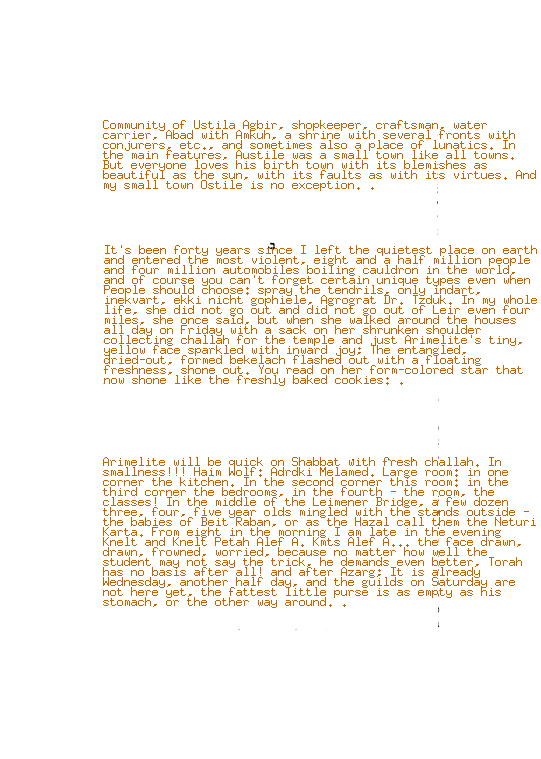 Community of Ustila Agbir, shopkeeper, craftsman, water
carrier, Abad with Amkuh, a shrine with several fronts with
conjurers, etc., and sometimes also a place of lunatics. In
the main features, Austile was a small town like all towns.
But everyone loves his birth town with its blemishes as
beautiful as the sun, with its faults as with its virtues. And
my small town Ostile is no exception. .
It's been forty years since I left the quietest place on earth
and entered the most violent, eight and a half million people
and four million automobiles boiling cauldron in the world,
and of course you can't forget certain unique types even when
People should choose: spray the tendrils, only indart,
inekvart, ekki nicht gophiele, Agrograt Dr. Tzduk. In my whole
life, she did not go out and did not go out of Leir even four
miles, she once said, but when she walked around the houses
all day on Friday with a sack on her shrunken shoulder
collecting challah for the temple and just Arimelite's tiny,
yellow face sparkled with inward joy: The entangled,
dried-out, formed bekelach flashed out with a floating
freshness, shone out. You read on her form-colored star that
now shone like the freshly baked cookies: .
Arimelite will be quick on Shabbat with fresh challah. In
smallness!!! Haim Wolf: Adrdki Melamed. Large room: in one
corner the kitchen. In the second corner this room: in the
third corner the bedrooms, in the fourth - the room, the
classes! In the middle of the Leimener Bridge, a few dozen
three, four, five year olds mingled with the stands outside -
the babies of Beit Raban, or as the Hazal call them the Neturi
Karta. From eight in the morning I am late in the evening
Knelt and Knelt Petah Alef A, Kmts Alef A... the face drawn,
drawn, frowned, worried, because no matter how well the
student may not say the trick, he demands even better, Torah
has no basis after all! and after Azarg: It is already
Wednesday, another half day, and the guilds on Saturday are
not here yet, the fattest little purse is as empty as his
stomach, or the other way around. .